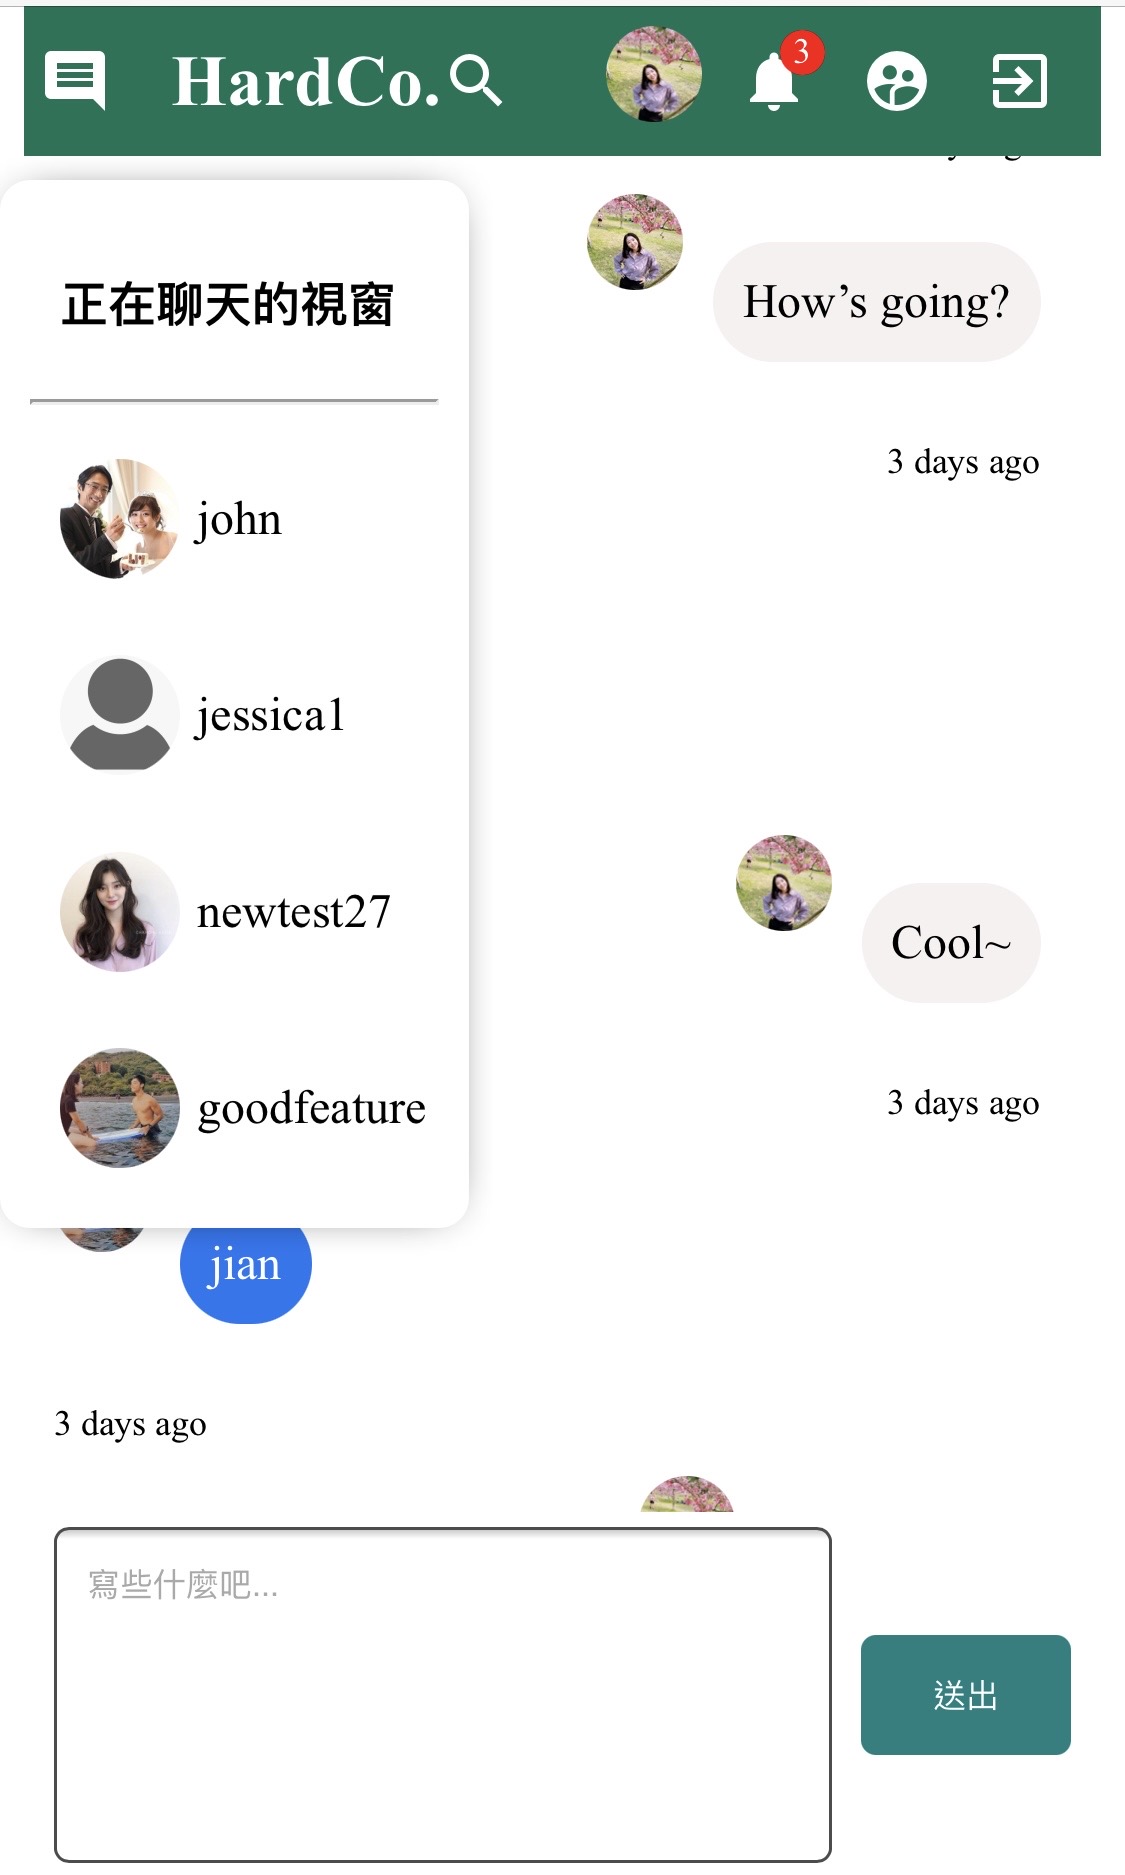 HardCo.
3
How’s going?
3 days ago
正在聊天的視窗
john
jessica1
newtest27
goodfeature
Cool~
3 days ago
jian
3 days ago
寫些什麼吧...
送出